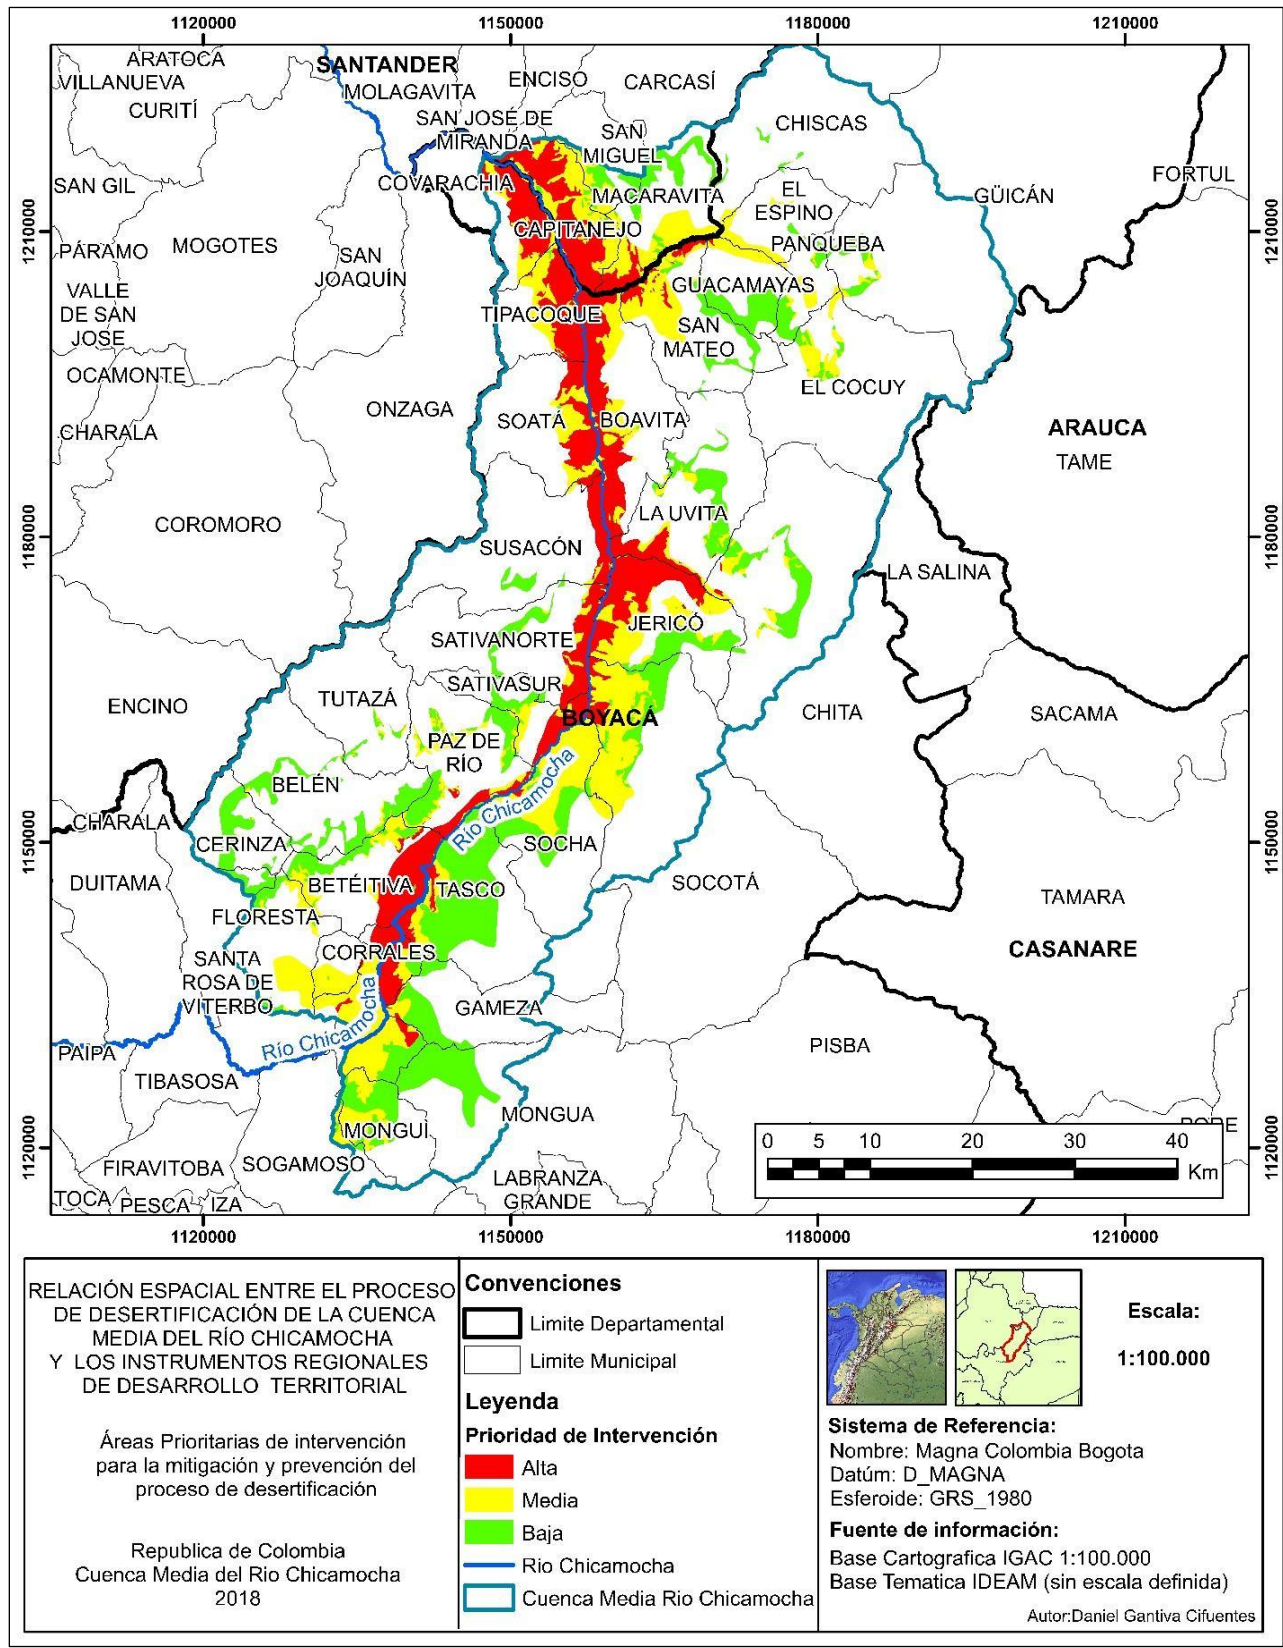 1120000
1150000
1180000
1210000
ARATOCA
SANTANDER
ENCISO
CARCASÍ
VILLANUEVA
MOLAGAVITA
CURITÍ
SAN JOSÉ DE
MIRANDA
SAN
MIGUEL
CHISCAS
SAN GIL
COVARACHIA
MACARAVITA
EL
ESPINO
GÜICÁN
FORTUL
1210000
1210000
PÁRAMO
MOGOTES
SAN
JOAQUÍN
CAPITANEJO
PANQUEBA
VALLE
DE SAN
JOSE
TIPACOQUE
GUACAMAYAS
SAN
MATEO
OCAMONTE
EL COCUY
ONZAGA
SOATÁ
BOAVITA
CHARALA
ARAUCA
TAME
1180000
1180000
COROMORO
LA UVITA
SUSACÓN
LA SALINA
JERICÓ
SATIVANORTE
SATIVASUR
ENCINO
TUTAZÁ
BOYACÁ
CHITA
SACAMA
PAZ DE
RÍO
BELÉN
Río Chicamocha
CHARALA
1150000
1150000
CERINZA
SOCHA
DUITAMA
BETÉITIVA
TASCO
SOCOTÁ
TAMARA
FLORESTA
CORRALES
CASANARE
SANTA
ROSA DE
VITERBO
GAMEZA
Río Chicamocha
PAIPA
PISBA
TIBASOSA
MONGUA
MONGUÍ
1120000
1120000
FIRAVITOBA
SOGAMOSO
LABRANZA
GRANDE
TOCA
PESCA
IZA
0 5 10 20 30 40
Km
1120000
1150000
1180000
1210000
RELACIÓN ESPACIAL ENTRE EL PROCESO
DE DESERTIFICACIÓN DE LA CUENCA
MEDIA DEL RÍO CHICAMOCHA
Y LOS INSTRUMENTOS REGIONALES
DE DESARROLLO TERRITORIAL
Áreas Prioritarias de intervención
para la mitigación y prevención del
proceso de desertificación
Republica de Colombia
Cuenca Media del Rio Chicamocha
2018
Convenciones
Limite Departamental
Limite Municipal
Leyenda
Prioridad de Intervención
Alta
Media
Baja
Rio Chicamocha
Cuenca Media Rio Chicamocha
Escala:
1:100.000
Sistema de Referencia:
Nombre: Magna Colombia Bogota
Datúm: D_MAGNA
Esferoide: GRS_1980
Fuente de información:
Base Cartografica IGAC 1:100.000
Base Tematica IDEAM (sin escala definida)
Autor:Daniel Gantiva Cifuentes